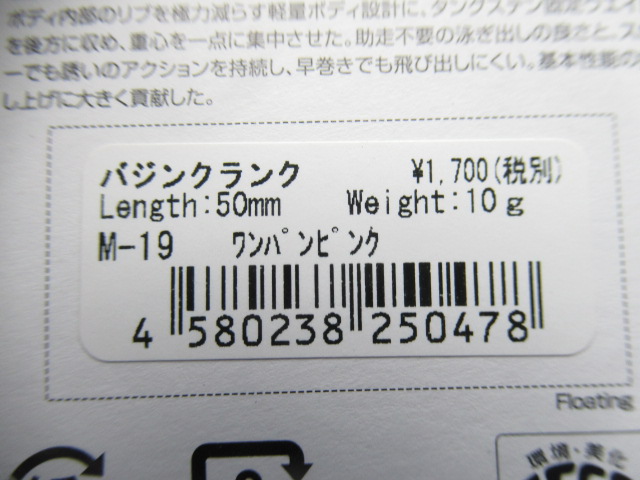 ボディ内部のリブを極力減らす軽量ボディ設計に、タングステン固定ウェイ
を後方に収め、重心を一点に集中させた。助走不要の泳ぎ出しの良さと、ス
ーでも誘いのアクションを持続し、早巻きでも飛び出しにくい。基本性能の
し上げに大きく貢献した。
バジンクランク ¥1,700(税別)
Length:50mm Weight:10g
M-19 ワンパンピンク
4 580238 250478
Floating
環境・美化